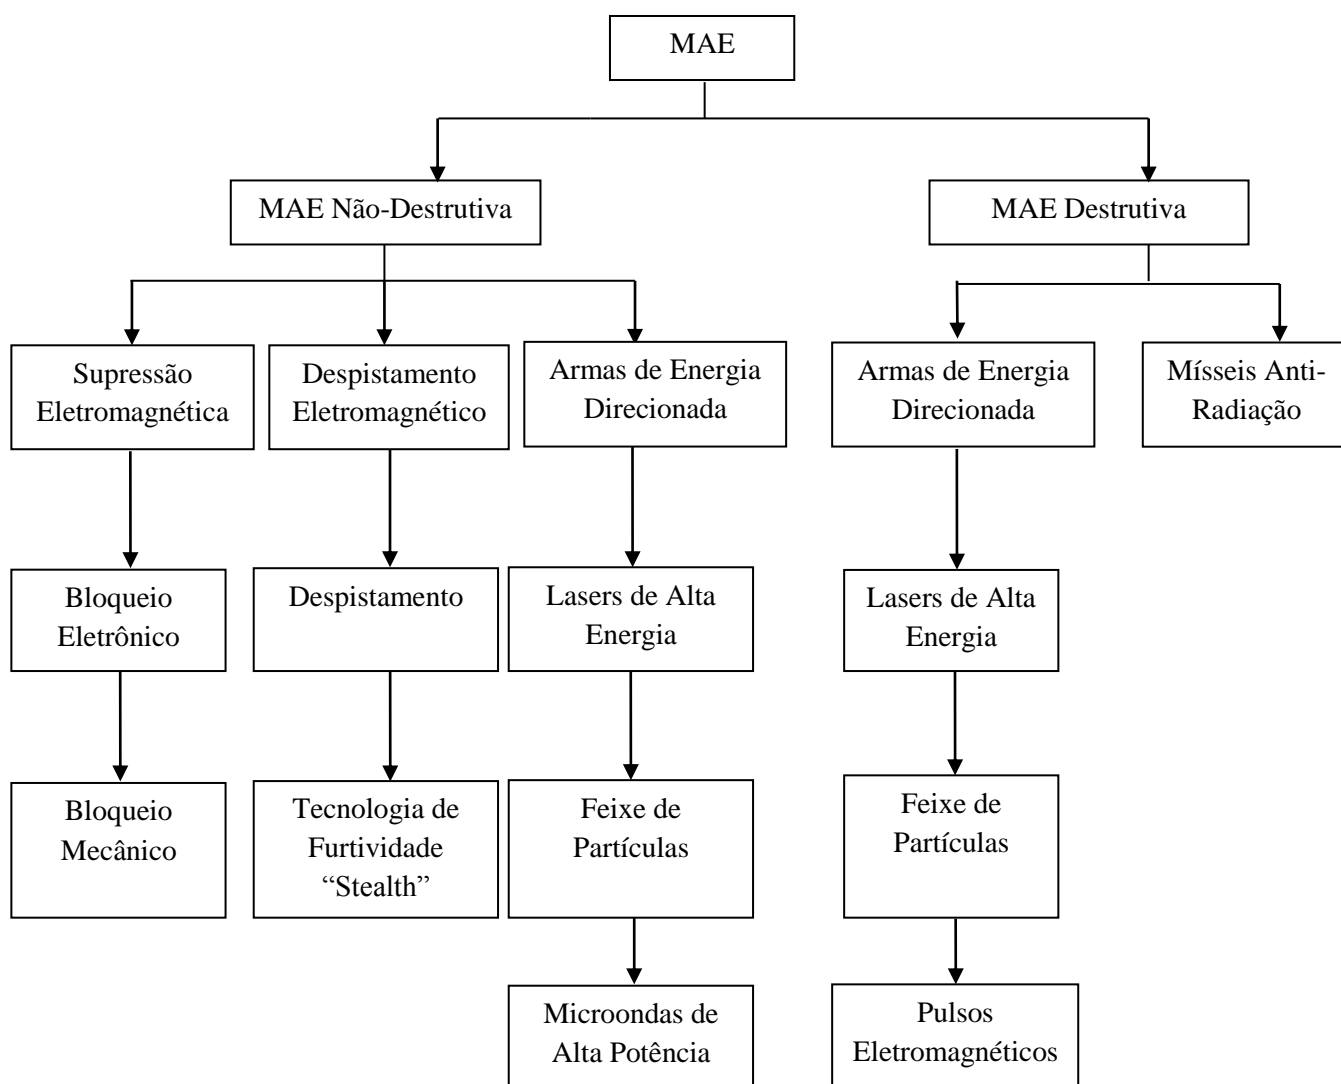 MAE
MAE Não-Destrutiva
MAE Destrutiva
Supressão
Eletromagnética
Despistamento
Eletromagnético
Armas de Energia
Direcionada
Armas de Energia
Direcionada
Mísseis Anti-
Radiação
Bloqueio
Eletrônico
Despistamento
Lasers de Alta
Energia
Lasers de Alta
Energia
Bloqueio
Mecânico
Tecnologia de
Furtividade
“Stealth”
Feixe de
Partículas
Feixe de
Partículas
Microondas de
Alta Potência
Pulsos
Eletromagnéticos